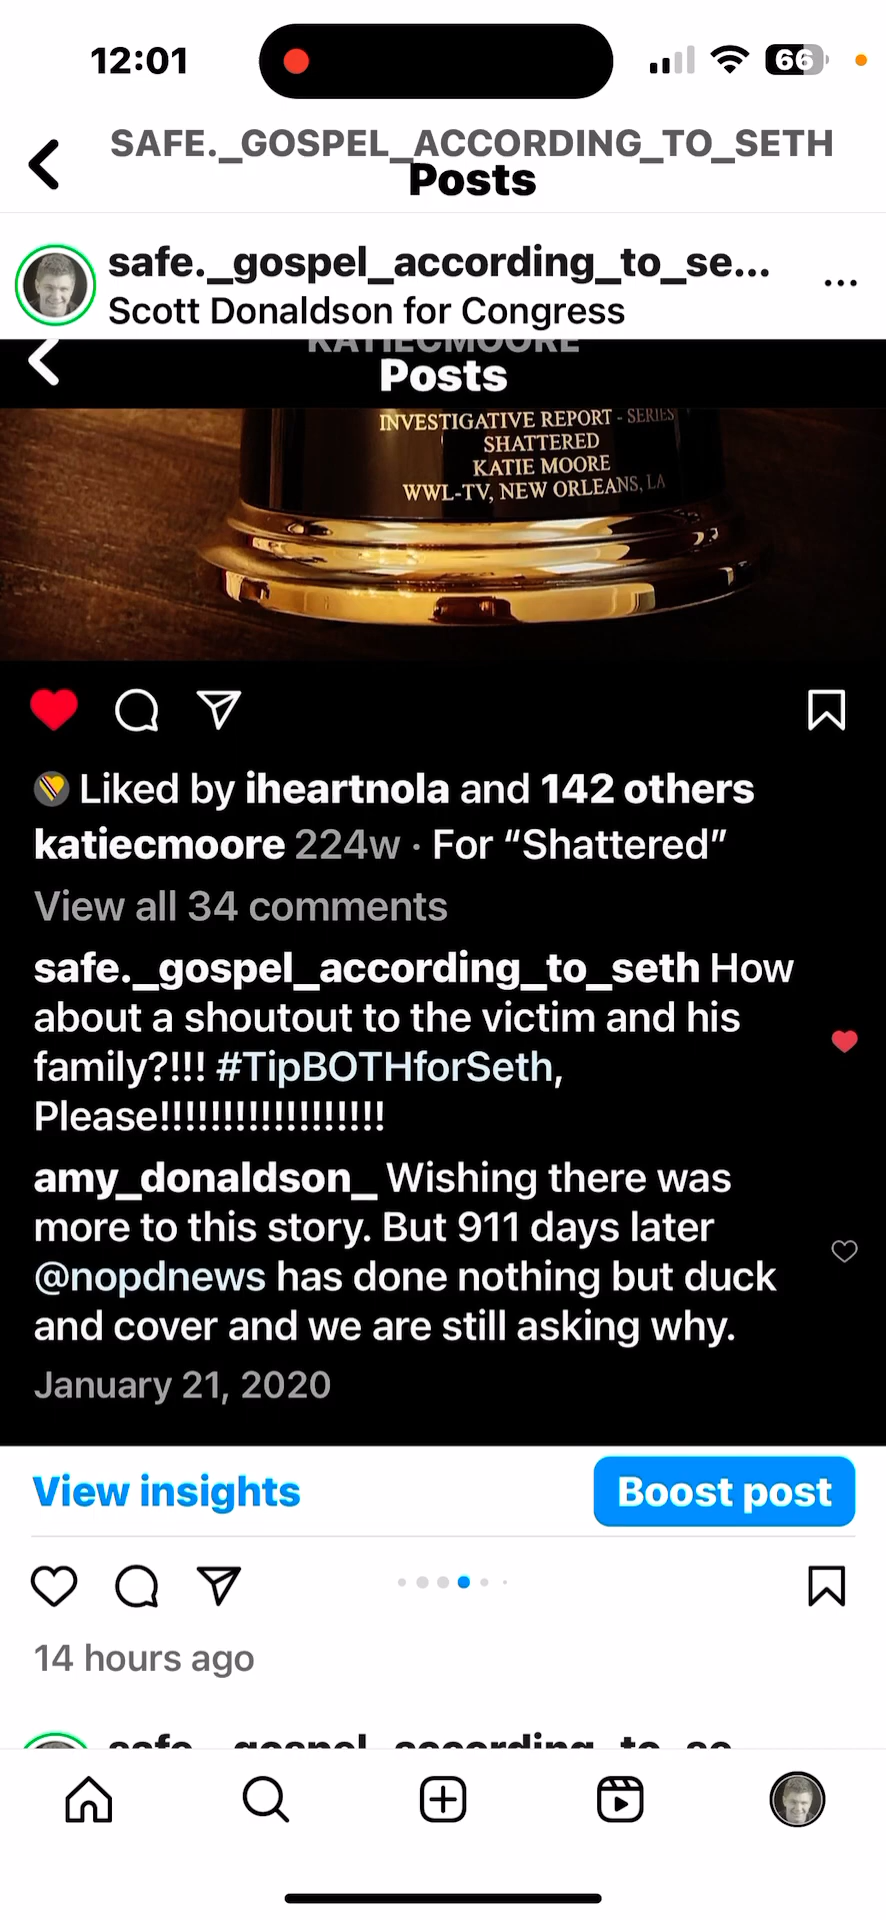 12:01
66
SAFE._GOSPEL_ACCORDING_TO_SETH
Posts
safe._gospel_according_to_se...
Scott Donaldson for Congress
KATIECMOORE
Posts
INVESTIGATIVE REPORT - SERIES
SHATTERED
KATIE MOORE
WWL-TV, NEW ORLEANS, LA
Liked by iheartnola and 142 others
katiecmoore 224w · For “Shattered”
View all 34 comments
safe._gospel_according_to_seth How
about a shoutout to the victim and his
family?!!! #TipBOTHforSeth,
Please!!!!!!!!!!!!!!!!!!!
amy_donaldson_ Wishing there was
more to this story. But 911 days later
@nopdnews has done nothing but duck
and cover and we are still asking why.
January 21, 2020
View insights
Boost post
14 hours ago
safe._gospel_according_to_se...